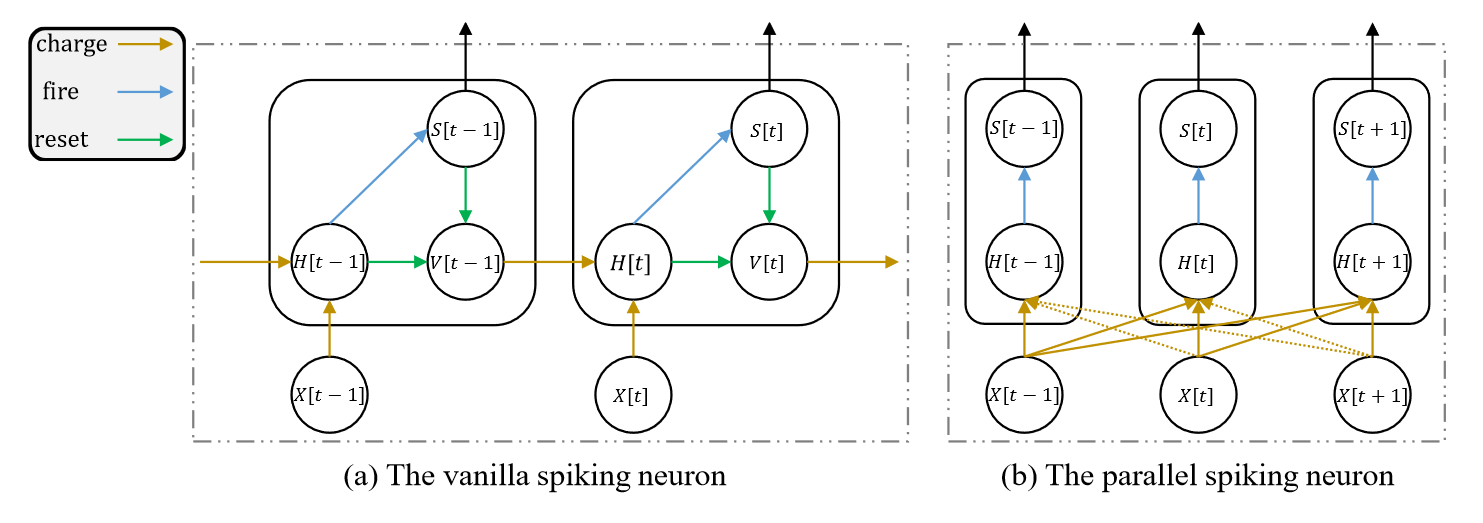 charge
fire
reset
S[t − 1]
S[t]
H[t − 1]
V[t − 1]
H[t]
V[t]
X[t − 1]
X[t]
(a) The vanilla spiking neuron
S[t − 1]
S[t]
S[t + 1]
H[t − 1]
H[t]
H[t + 1]
X[t − 1]
X[t]
X[t + 1]
(b) The parallel spiking neuron